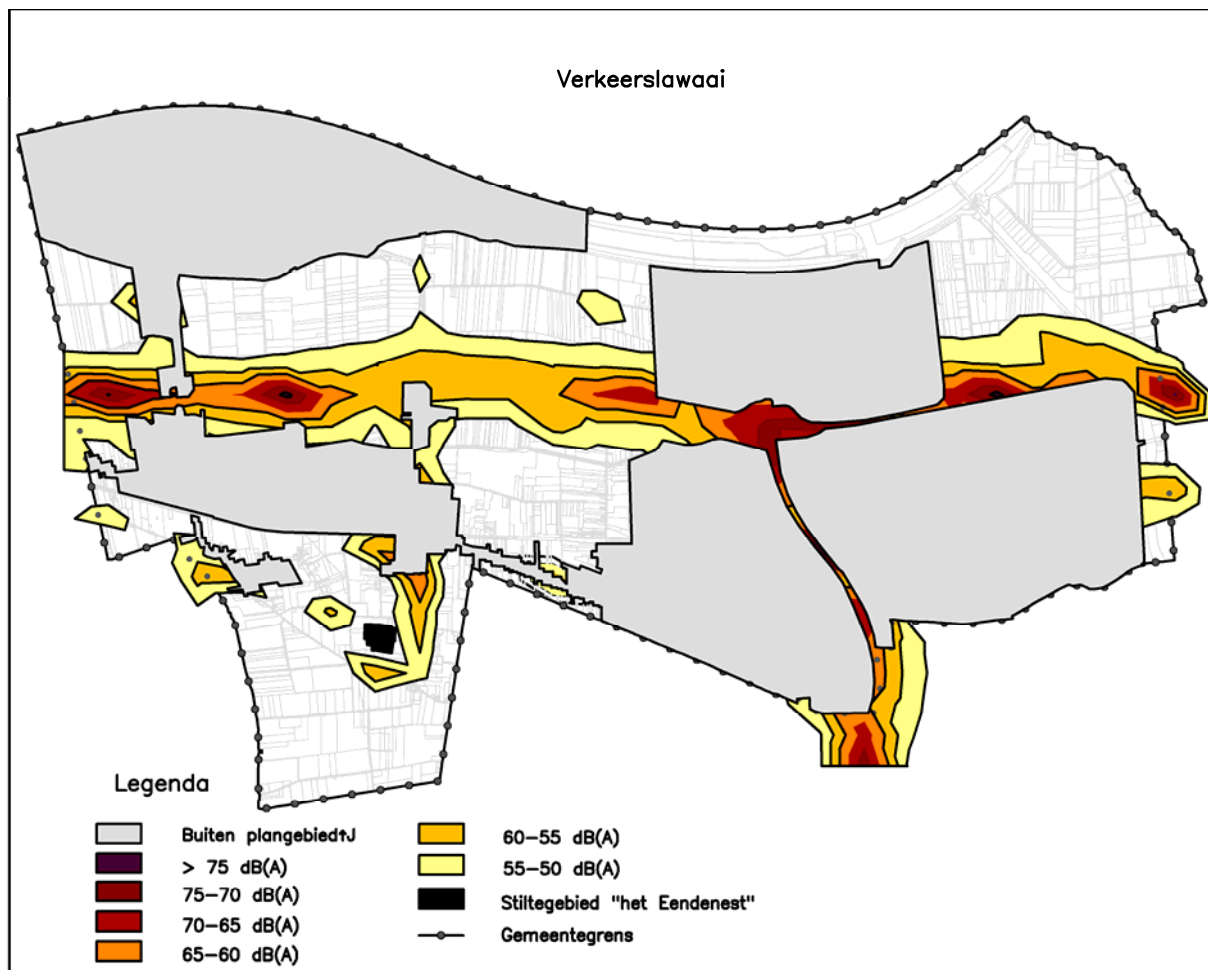 Verkeerslawaai
Legenda
Buiten plangebied†J
> 75 dB(A)
75-70 dB(A)
70-65 dB(A)
65-60 dB(A)
60-55 dB(A)
55-50 dB(A)
Stiltegebied "het Eendenest"
Gemeentegrens